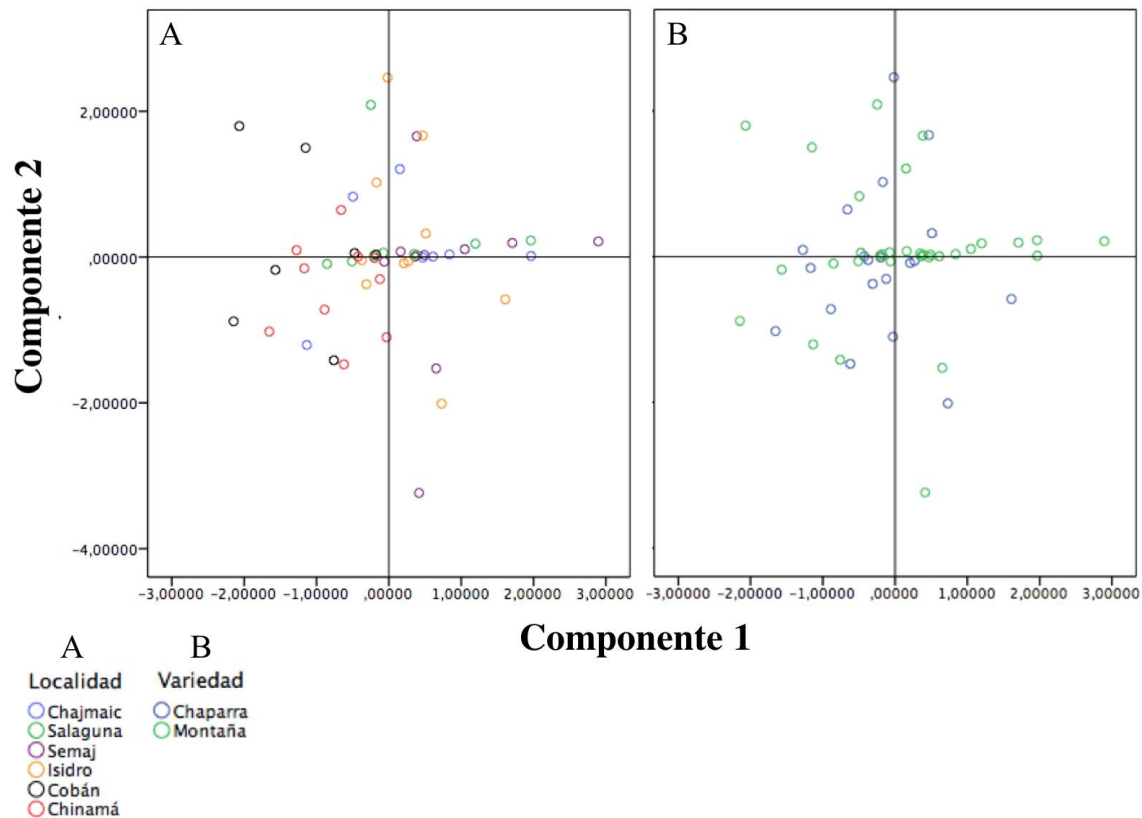 A
B
2,00000
,00000
-2,00000
-4,00000
Componente 2
-3,00000 -2,00000 -1,00000 ,00000 1,00000 2,00000 3,00000
-3,00000 -2,00000 -1,00000 ,00000 1,00000 2,00000 3,00000
Componente 1
A
Localidad
Chajmaic
Salaguna
Semaj
Isidro
Cobán
Chinamá
B
Variedad
Chaparra
Montaña